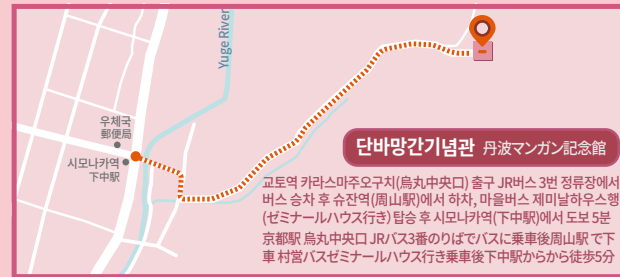 Yuge River
우체국
郵便局
시모나카역
下中駅
단바망간기념관 丹波マンガン記念館
교토역 카라스마주오구치(烏丸中央口) 출구 JR버스 3번 정류장에서
버스 승차 후 슈잔역(周山駅)에서 하차, 마을버스 제미날하우스행
(ゼミナールハウス行き) 탑승 후 시모나카역(下中駅)에서 도보 5분
京都駅 烏丸中央口 JRバス3番のりばでバスに乗車後周山駅 で下
車 村営バスゼミナールハウス行き乗車後下中駅からから徒歩5分